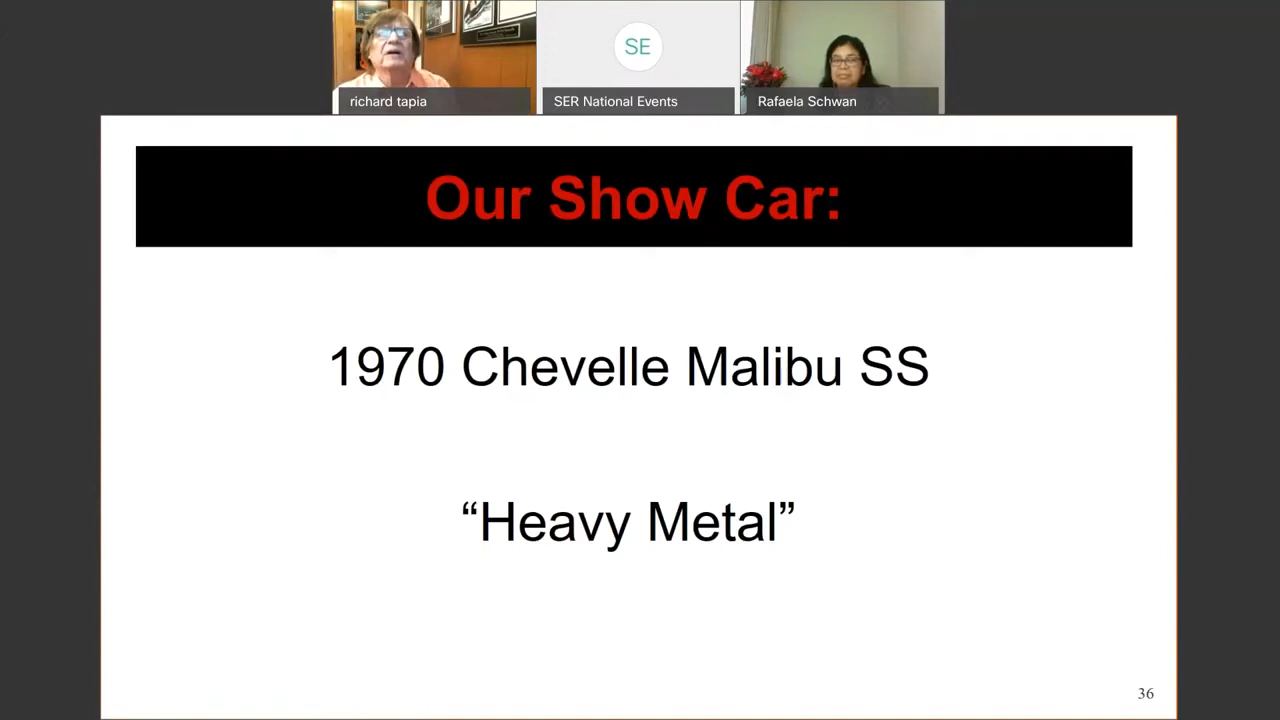 richard tapia
SE
SER National Events
Rafaela Schwan
Our Show Car:
1970 Chevelle Malibu SS
“Heavy Metal”
36